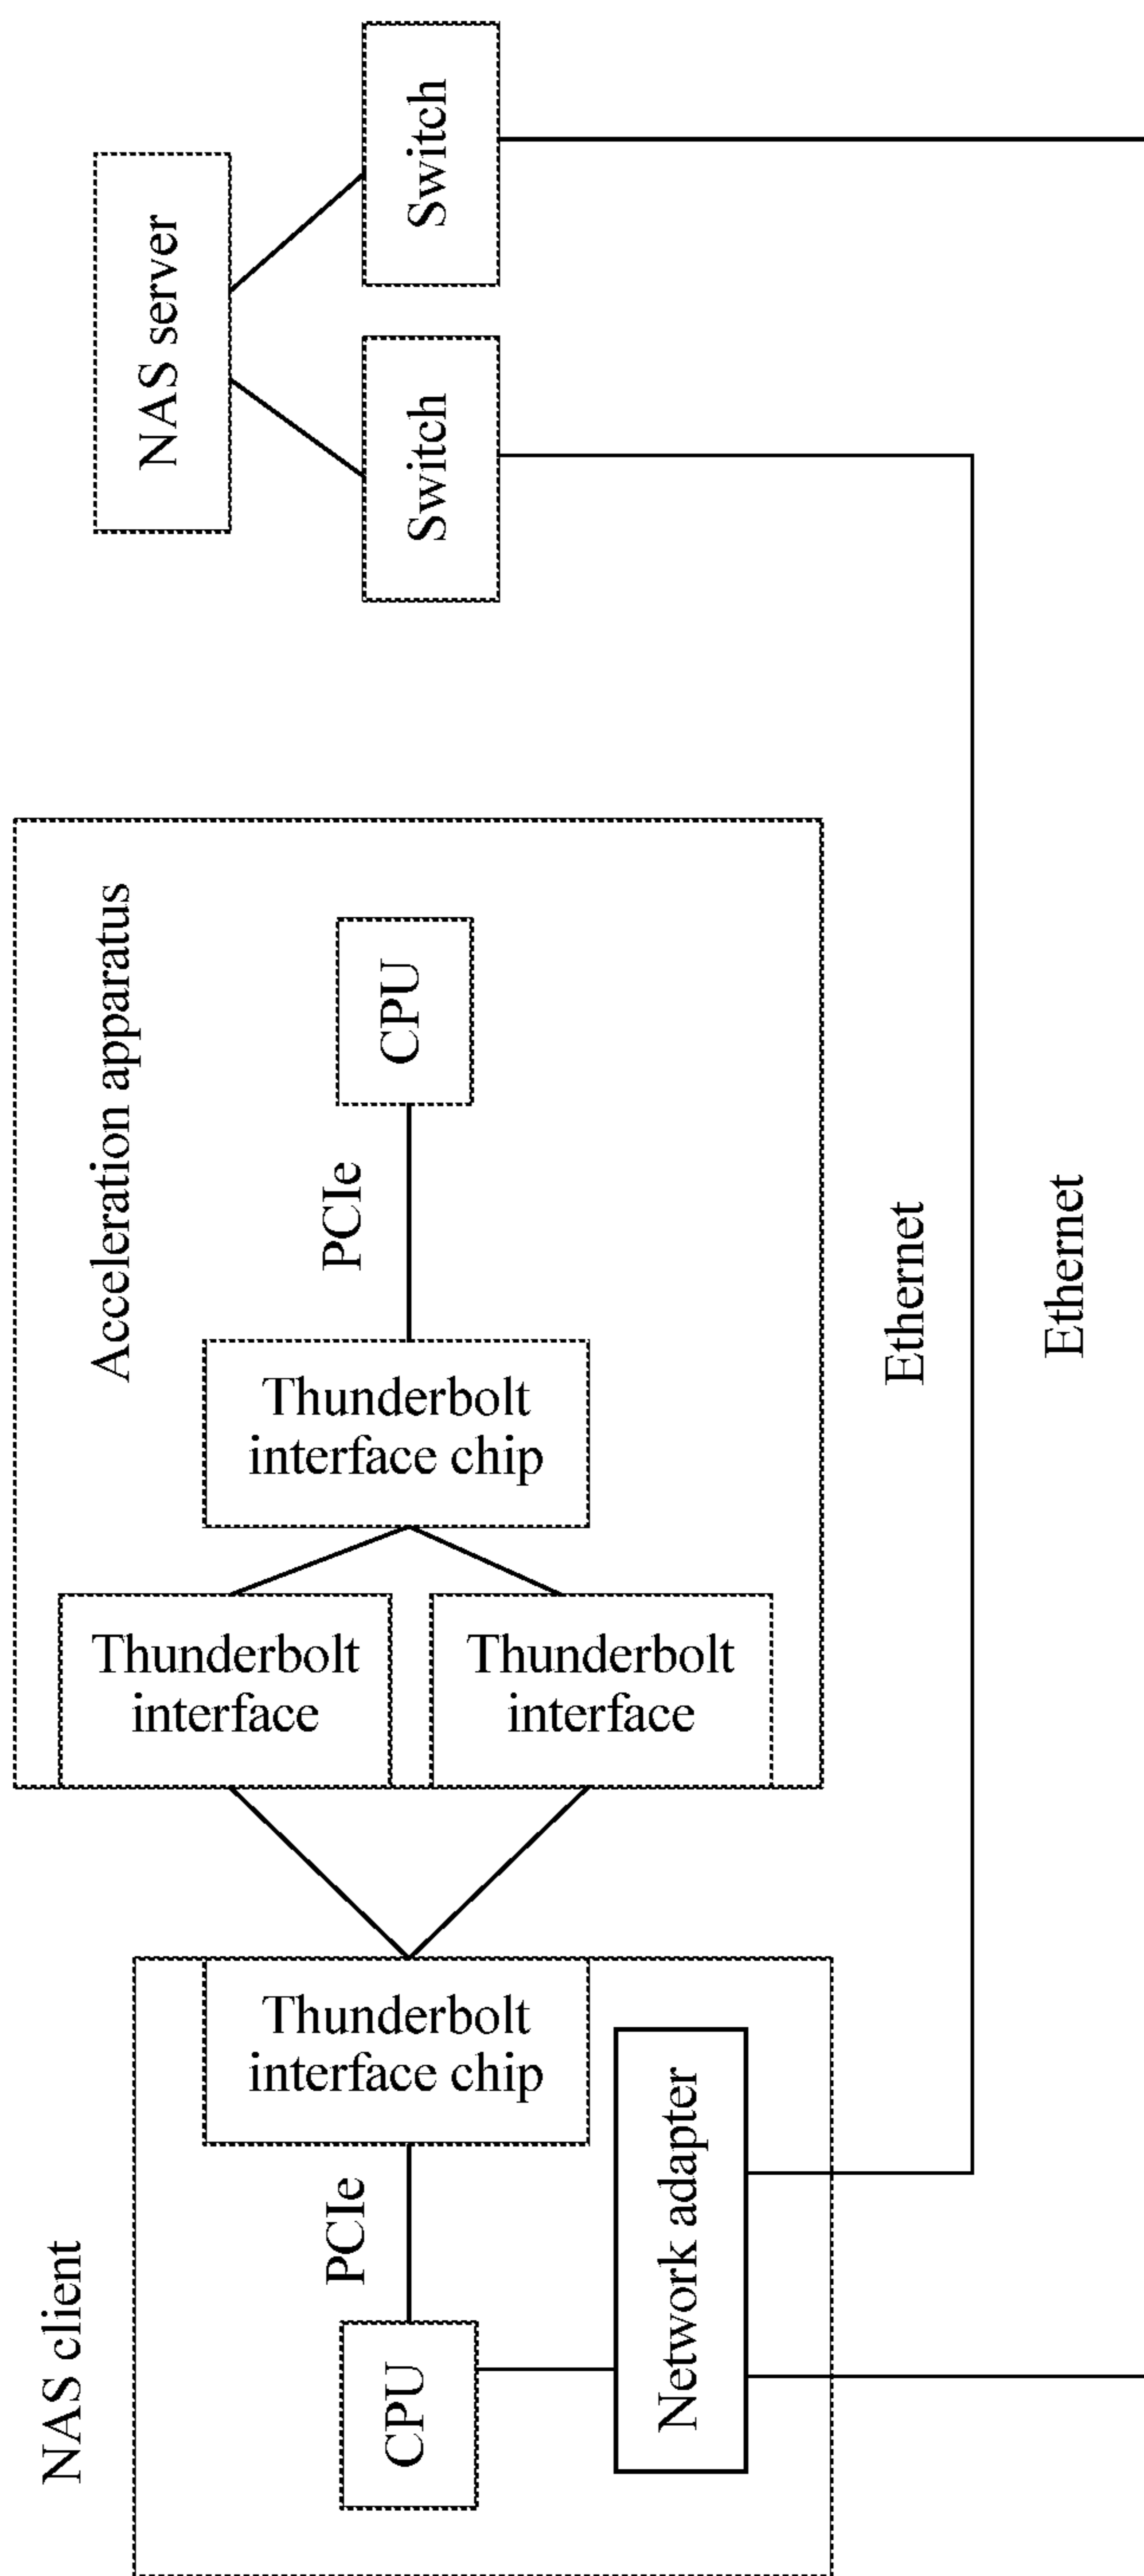 NAS server
Switch
Switch
Acceleration apparatus
CPU
PCIe
Thunderbolt
interface chip
Thunderbolt
interface
Thunderbolt
interface
Ethernet
Ethernet
NAS client
Thunderbolt
interface chip
PCIe
CPU
Network adapter